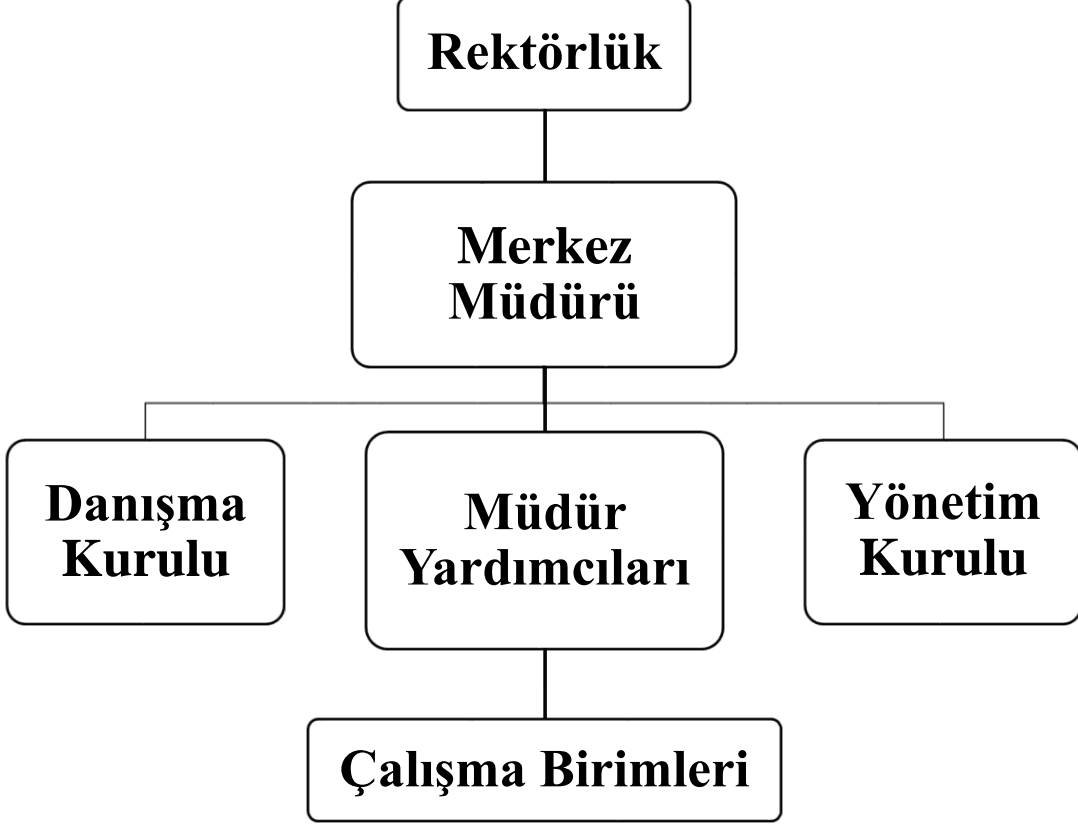 Rektörlük
Merkez
Müdürü
Danışma
Kurulu
Müdür
Yardımcıları
Yönetim
Kurulu
Çalışma Birimleri